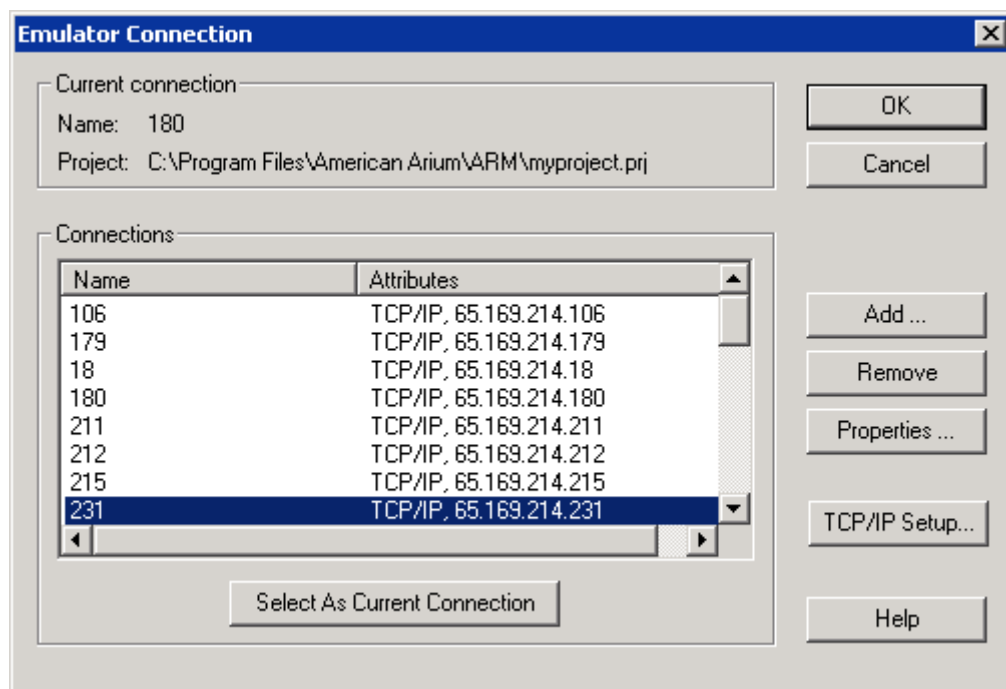 Emulator Connection
Current connection
Name: 180
Project: C:\Program Files\American Arium\ARM\myproject.prj
OK
Cancel
Connections
Name Attributes
106 TCP/IP, 65.169.214.106
179 TCP/IP, 65.169.214.179
18 TCP/IP, 65.169.214.18
180 TCP/IP, 65.169.214.180
211 TCP/IP, 65.169.214.211
212 TCP/IP, 65.169.214.212
215 TCP/IP, 65.169.214.215
231 TCP/IP, 65.169.214.231
Select As Current Connection
Add ...
Remove
Properties ...
TCP/IP Setup...
Help